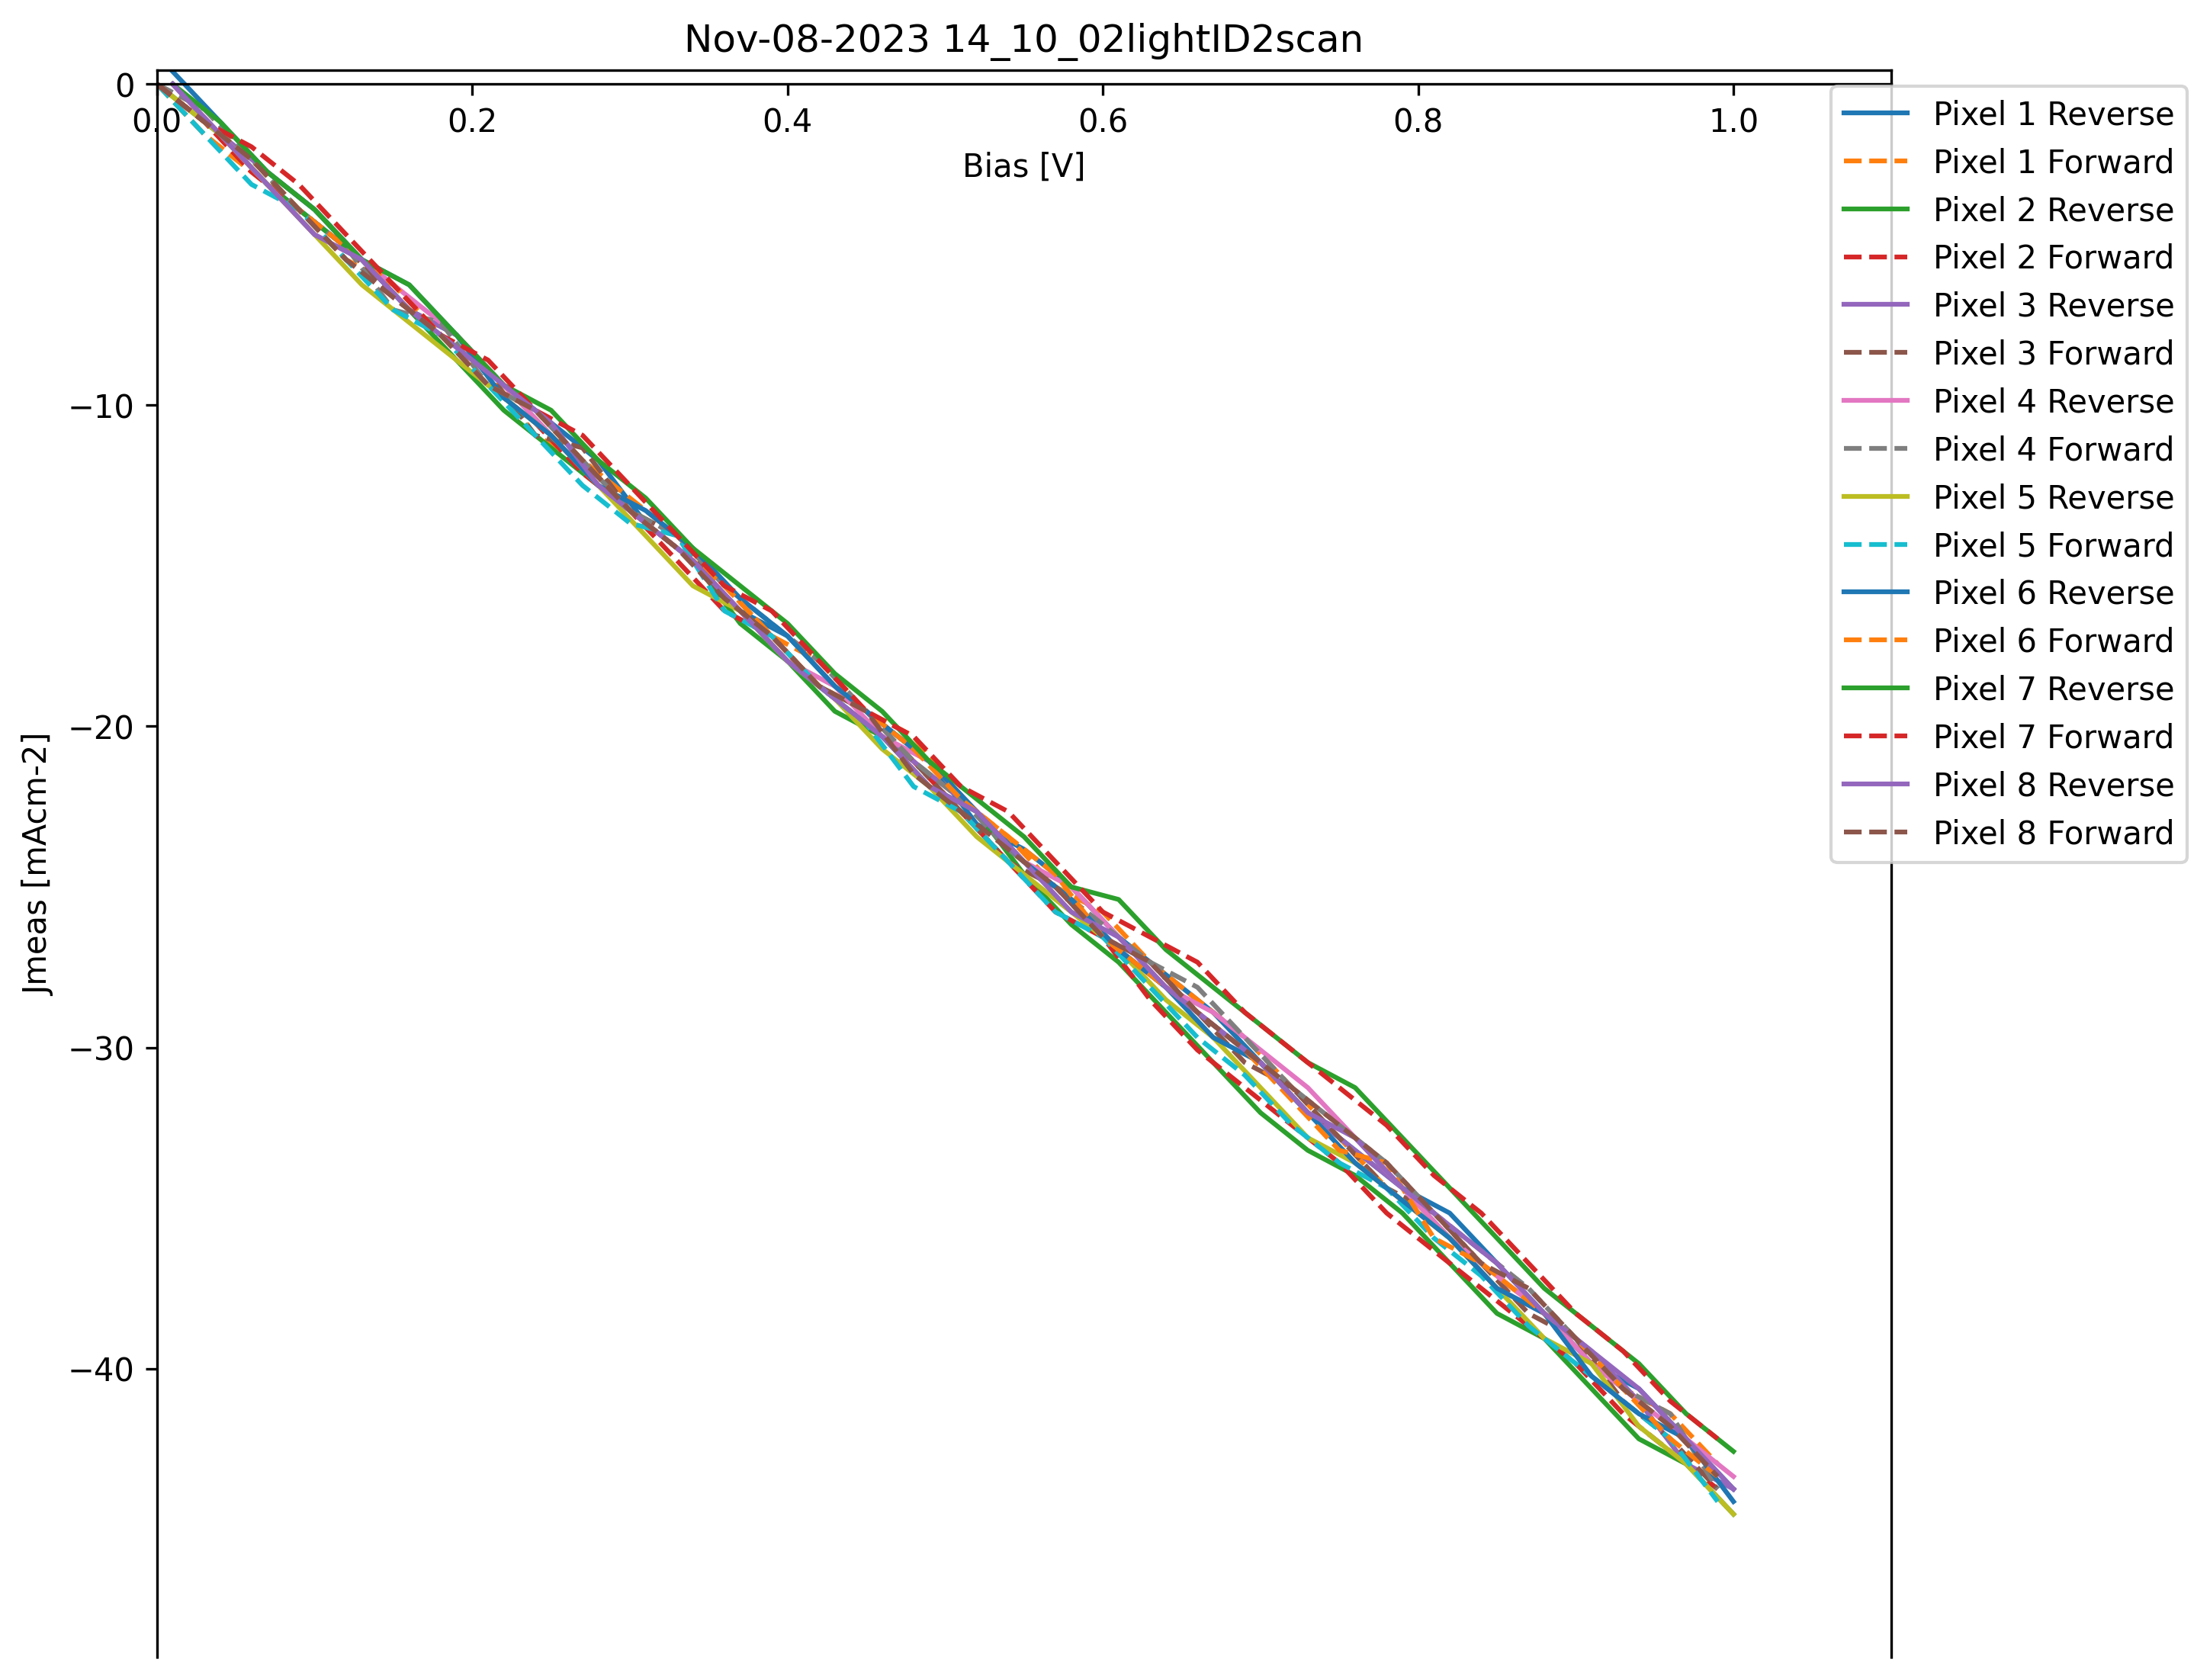 Nov-08-2023 14_10_02lightID2scan
0
0.0 0.2 0.4 0.6 0.8 1.0
Bias [V]
−10
−20
−30
−40
Jmeas [mAcm-2]
Pixel 1 Reverse
Pixel 1 Forward
Pixel 2 Reverse
Pixel 2 Forward
Pixel 3 Reverse
Pixel 3 Forward
Pixel 4 Reverse
Pixel 4 Forward
Pixel 5 Reverse
Pixel 5 Forward
Pixel 6 Reverse
Pixel 6 Forward
Pixel 7 Reverse
Pixel 7 Forward
Pixel 8 Reverse
Pixel 8 Forward